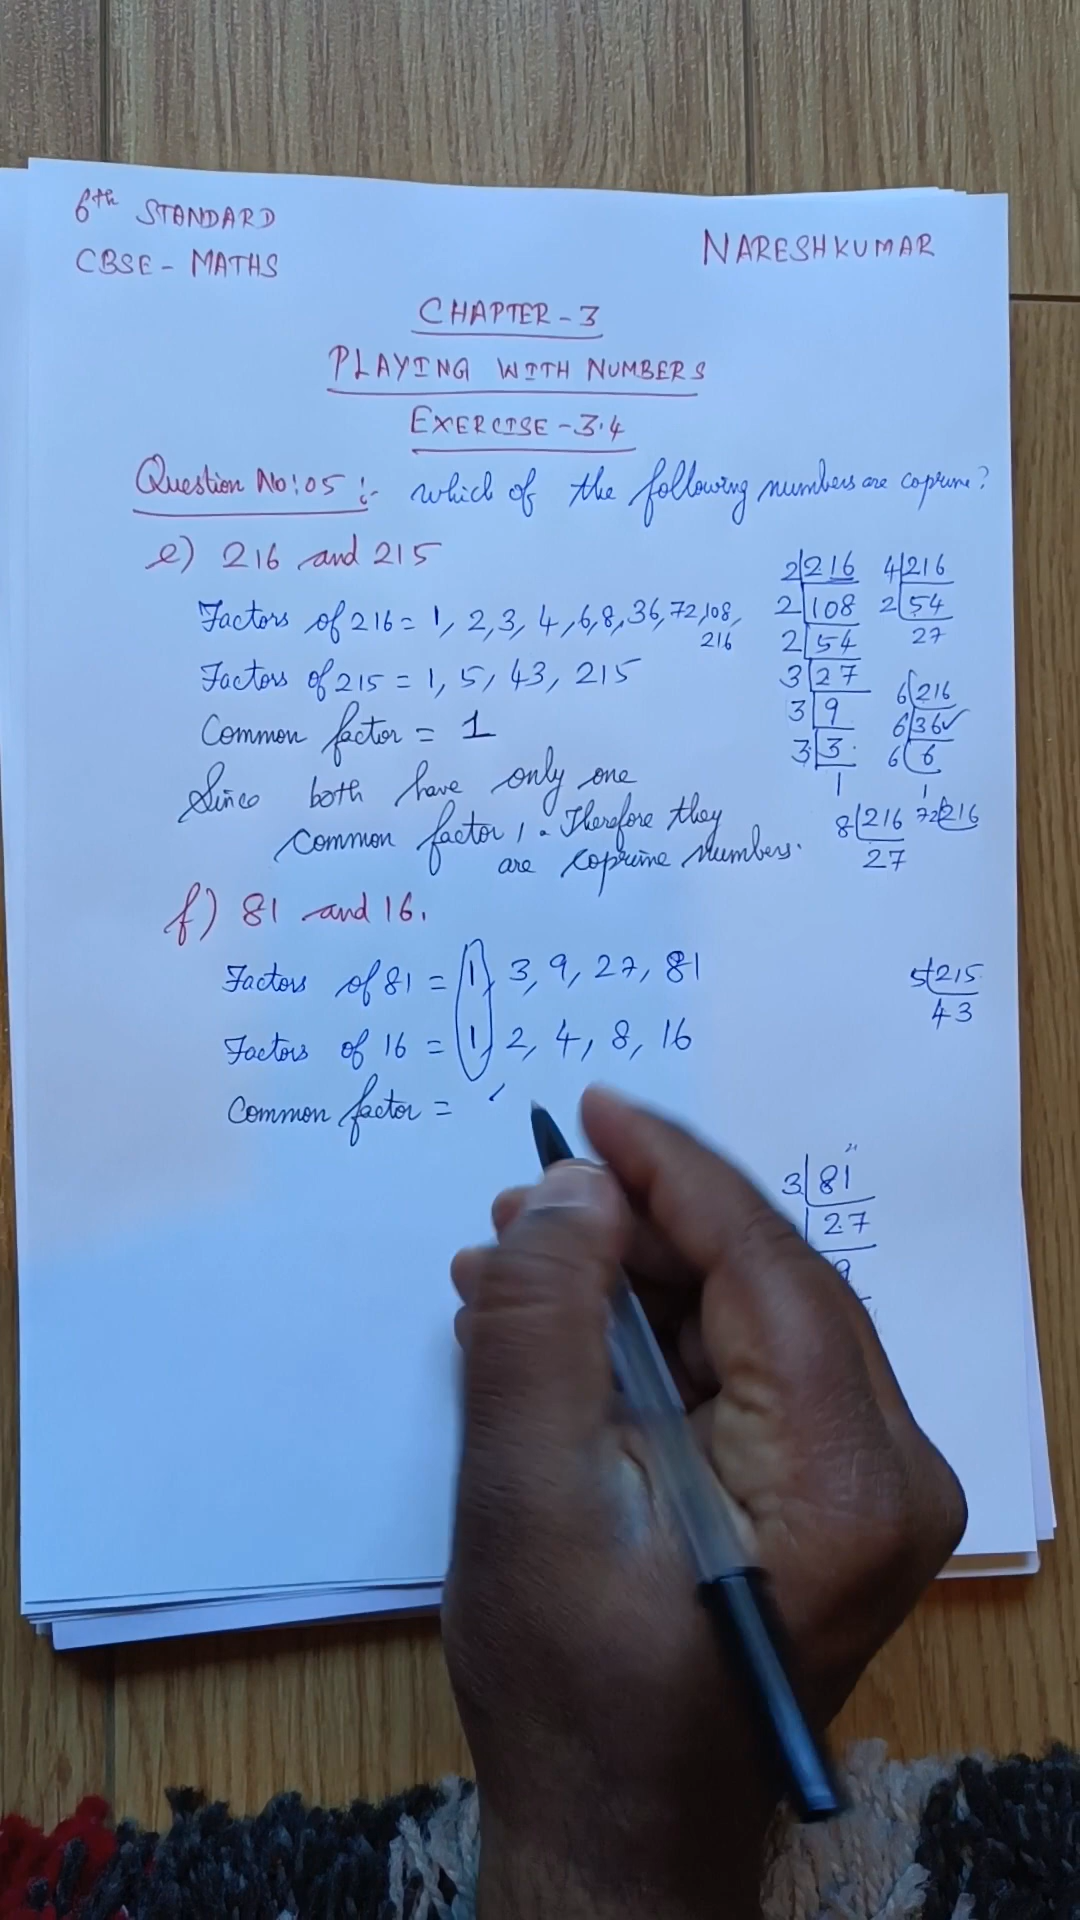 6th STANDARD
CBSE - MATHS
NARESHKUMAR
CHAPTER - 3
PLAYING WITH NUMBERS
EXERCISE - 3.4
Question No: 05 :- which of the following numbers are coprime?
e) 216 and 215
Factors of 216 = 1, 2, 3, 4, 6, 8, 36, 72, 108,
216
Factors of 215 = 1, 5, 43, 215
Common factor = 1
Since both have only one
common factor 1. Therefore they
are coprime numbers.
2 216
2 108
2 54
3 27
3 9
3 3
1
4 216
2 54
27
6 216
6 36 ✓
6 6
1
8 216
27
72 216
f) 81 and 16.
Factors of 81 = 1, 3, 9, 27, 81
Factors of 16 = 1, 2, 4, 8, 16
Common factor =
5 215
43
3 81
27
9